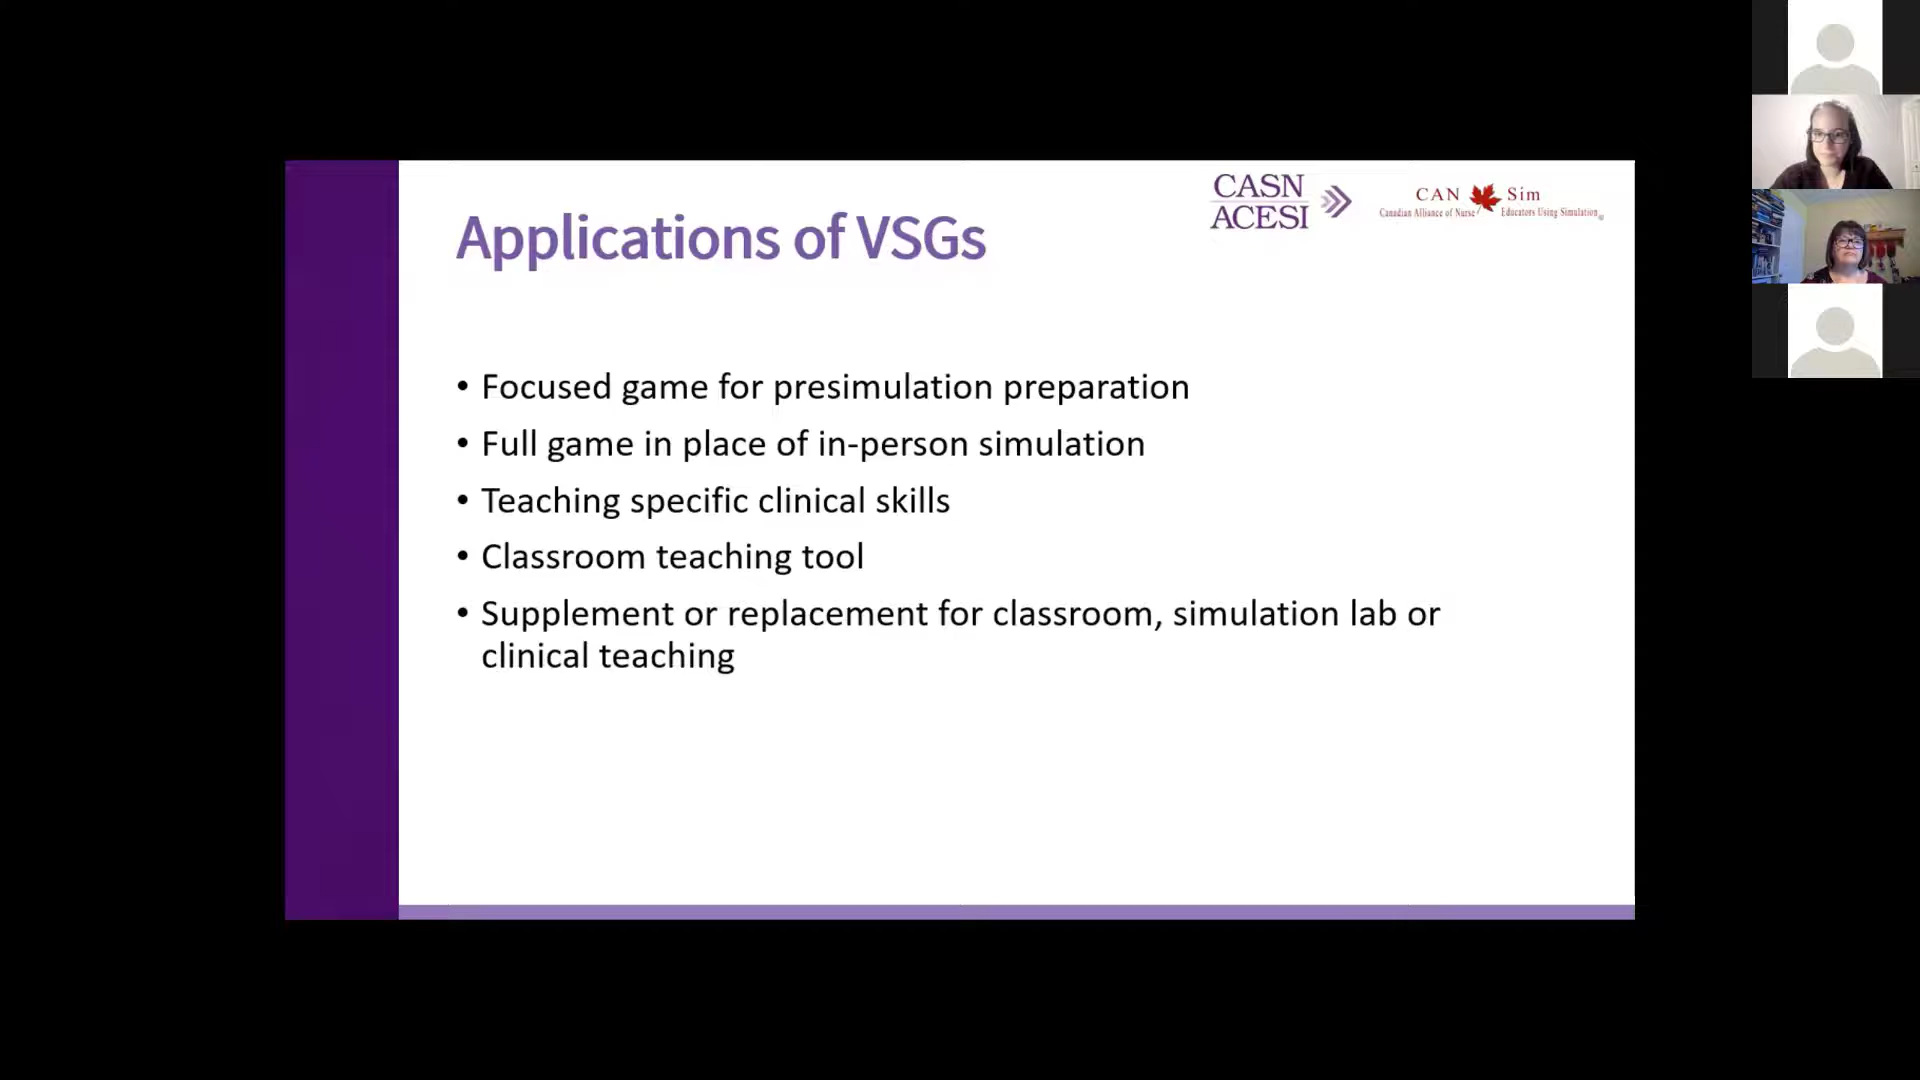 CASN
ACESI
CAN Sim
Canadian Alliance of Nurse Educators Using Simulation
Applications of VSGs
• Focused game for presimulation preparation
• Full game in place of in-person simulation
• Teaching specific clinical skills
• Classroom teaching tool
• Supplement or replacement for classroom, simulation lab or
clinical teaching